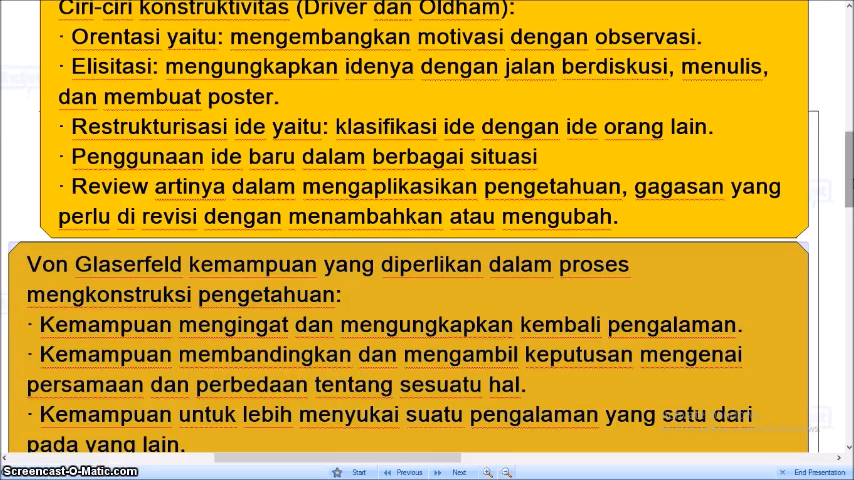 Ciri-ciri konstruktivitas (Driver dan Oldham):
· Orentasi yaitu: mengembangkan motivasi dengan observasi.
· Elisitasi: mengungkapkan idenya dengan jalan berdiskusi, menulis,
dan membuat poster.
· Restrukturisasi ide yaitu: klasifikasi ide dengan ide orang lain.
· Penggunaan ide baru dalam berbagai situasi
· Review artinya dalam mengaplikasikan pengetahuan, gagasan yang
perlu di revisi dengan menambahkan atau mengubah.
Von Glaserfeld kemampuan yang diperlikan dalam proses
mengkonstruksi pengetahuan:
· Kemampuan mengingat dan mengungkapkan kembali pengalaman.
· Kemampuan membandingkan dan mengambil keputusan mengenai
persamaan dan perbedaan tentang sesuatu hal.
· Kemampuan untuk lebih menyukai suatu pengalaman yang satu dari
pada yang lain.
Screencast-O-Matic.com
Start Previous Next End Presentation